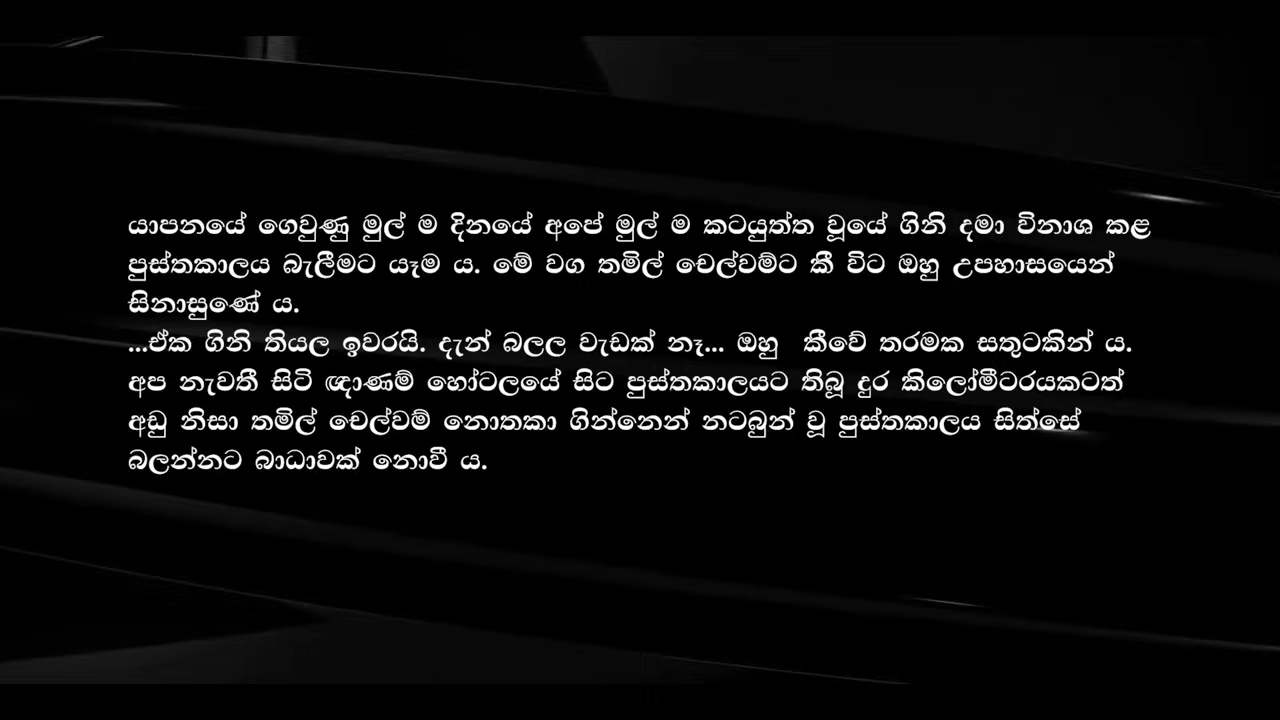 යාපනයේ ගෙවුණු මුල් ම දිනයේ අපේ මුල් ම කටයුත්ත වූයේ ගිනි දමා විනාශ කළ
පුස්තකාලය බැලීමට යෑම ය. මේ වග තමිල් චෙල්වම්ට කී විට ඔහු උපහාසයෙන්
සිනාසුණේ ය.
...ඒක ගිනි තියල ඉවරයි. දැන් බලල වැඩක් නෑ... ඔහු කීවේ තරමක සතුටකින් ය.
අප නැවතී සිටි ඥාණම් හෝටලයේ සිට පුස්තකාලයට තිබූ දුර කිලෝමීටරයකටත්
අඩු නිසා තමිල් චෙල්වම් නොතකා ගින්නෙන් නටබුන් වූ පුස්තකාලය සිත්සේ
බලන්නට බාධාවක් නොවී ය.